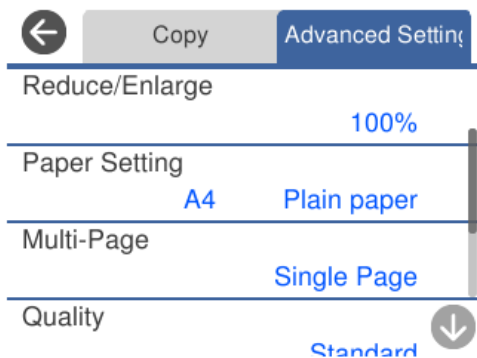 Copy Advanced Setting
Reduce/Enlarge
100%
Paper Setting
A4 Plain paper
Multi-Page
Single Page
Quality
Standard